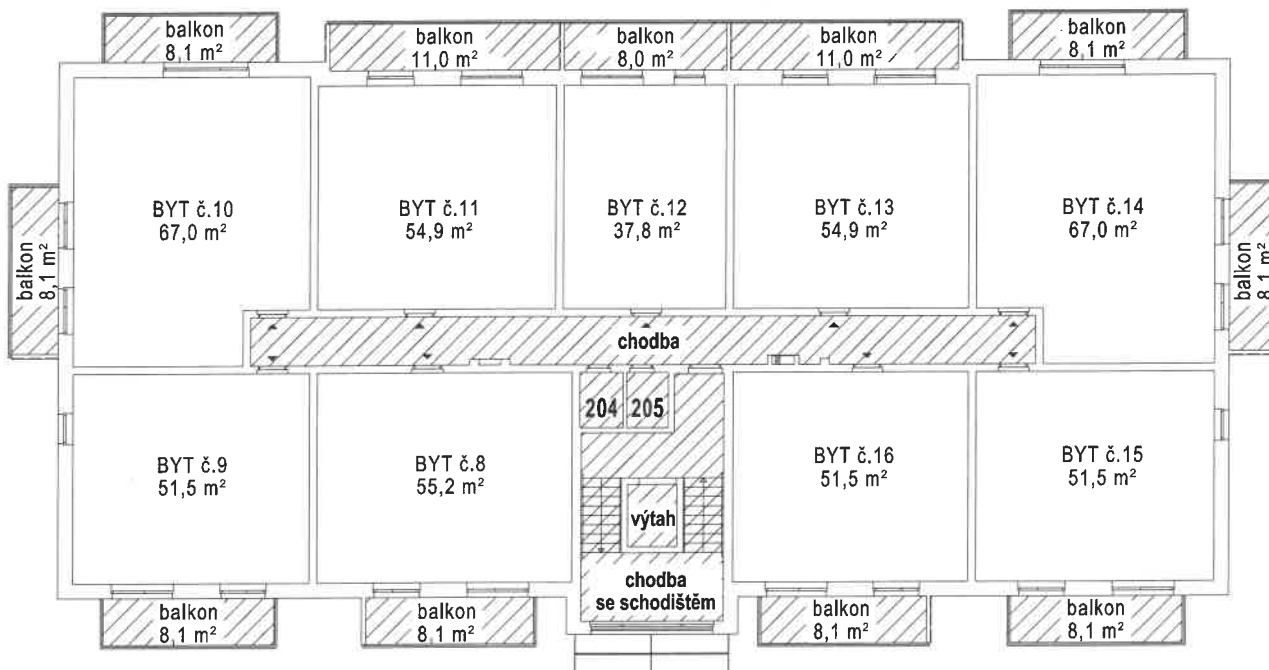 balkon
8,1 m²
balkon
11,0 m²
balkon
8,0 m²
balkon
11,0 m²
balkon
8,1 m²
balkon
8,1 m²
BYT č.10
67,0 m²
BYT č.11
54,9 m²
BYT č.12
37,8 m²
BYT č.13
54,9 m²
BYT č.14
67,0 m²
balkon
8,1 m²
chodba
204
205
BYT č.9
51,5 m²
BYT č.8
55,2 m²
BYT č.16
51,5 m²
BYT č.15
51,5 m²
výtah
chodba
se schodištěm
balkon
8,1 m²
balkon
8,1 m²
balkon
8,1 m²
balkon
8,1 m²